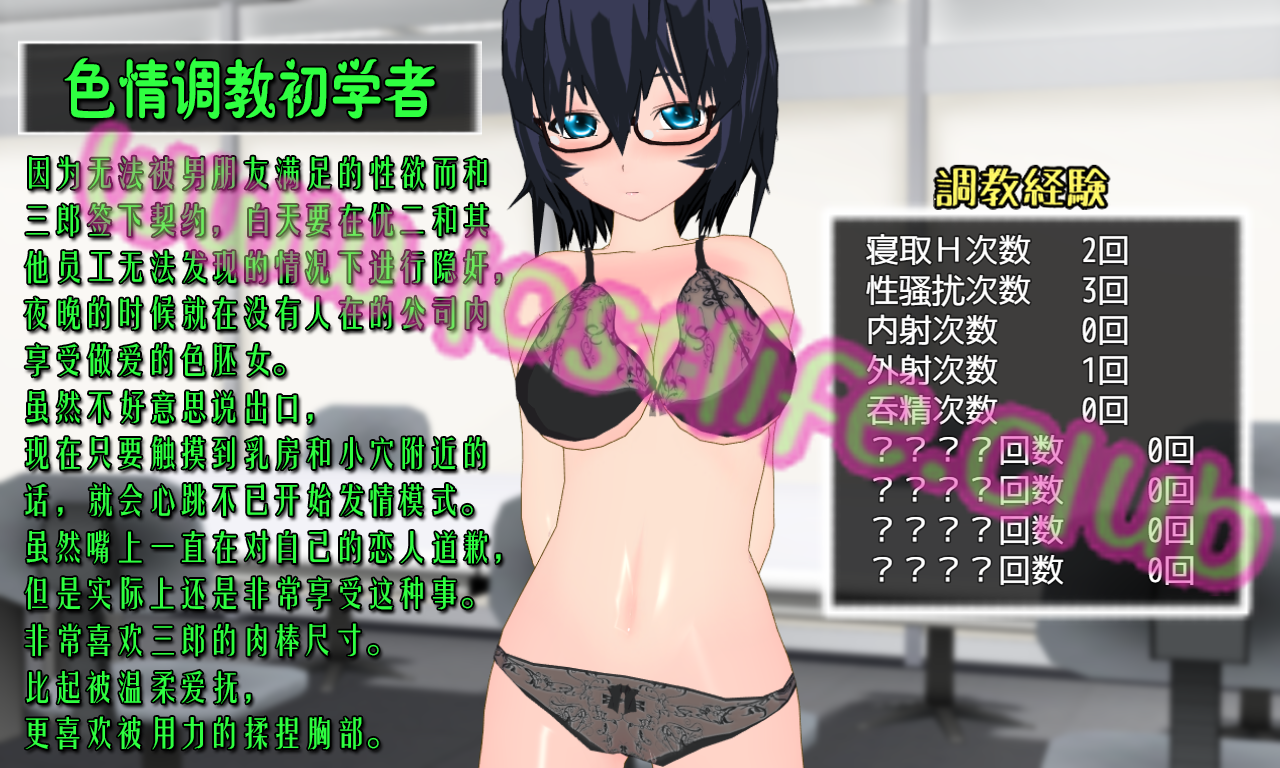 色情调教初学者
因为无法被男朋友满足的性欲而和
三郎签下契约，白天要在优二和其
他员工无法发现的情况下进行隐奸，
夜晚的时候就在没有人在的公司内
享受做爱的色胚女。
虽然不好意思说出口，
现在只要触摸到乳房和小穴附近的
话，就会心跳不已开始发情模式。
虽然嘴上一直在对自己的恋人道歉，
但是实际上还是非常享受这种事。
非常喜欢三郎的肉棒尺寸。
比起被温柔爱抚，
更喜欢被用力的揉捏胸部。
調教経験
寝取Ｈ次数 2回
性骚扰次数 3回
内射次数 0回
外射次数 1回
吞精次数 0回
？？？？回数 0回
？？？？回数 0回
？？？？回数 0回
？？？？回数 0回